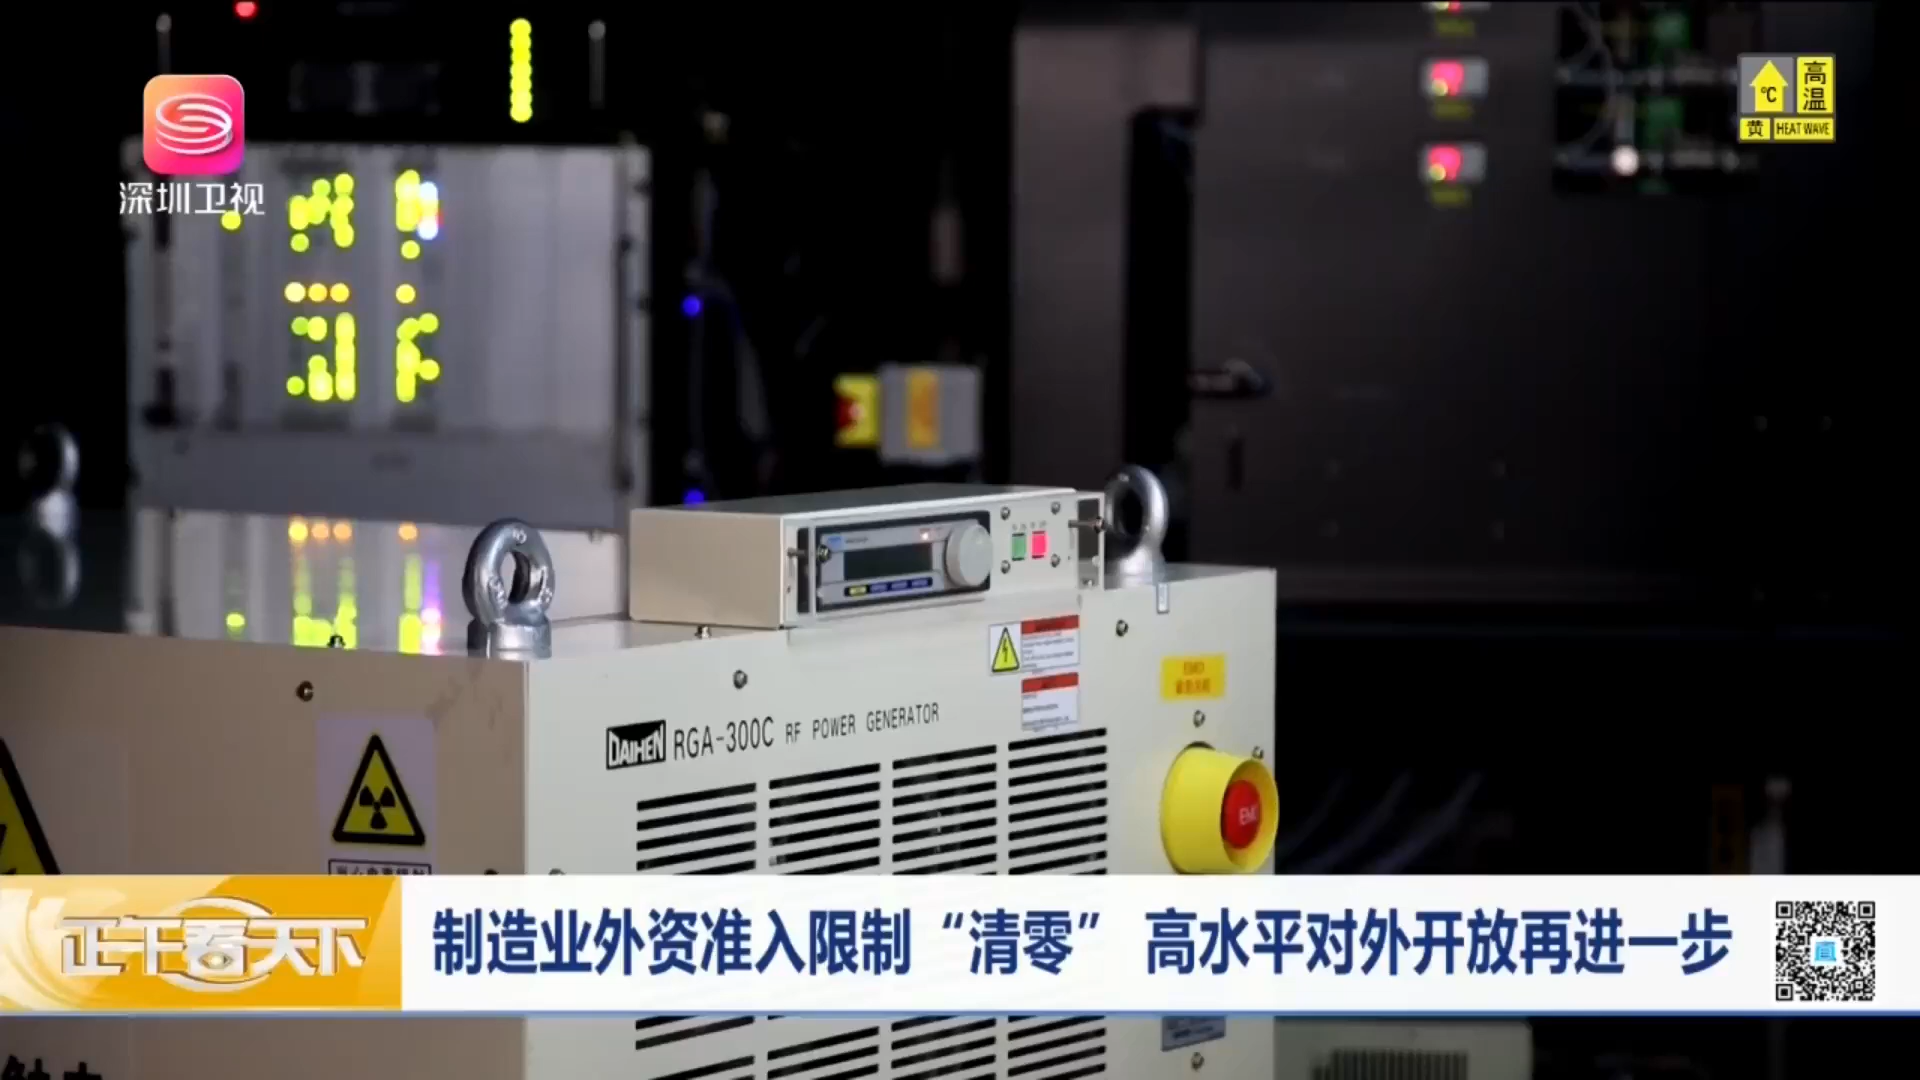 深圳卫视
℃
高温
黄
HEAT WAVE
DAIHEN RGA-300C RF POWER GENERATOR
EMO
正午看天下
制造业外资准入限制“清零” 高水平对外开放再进一步